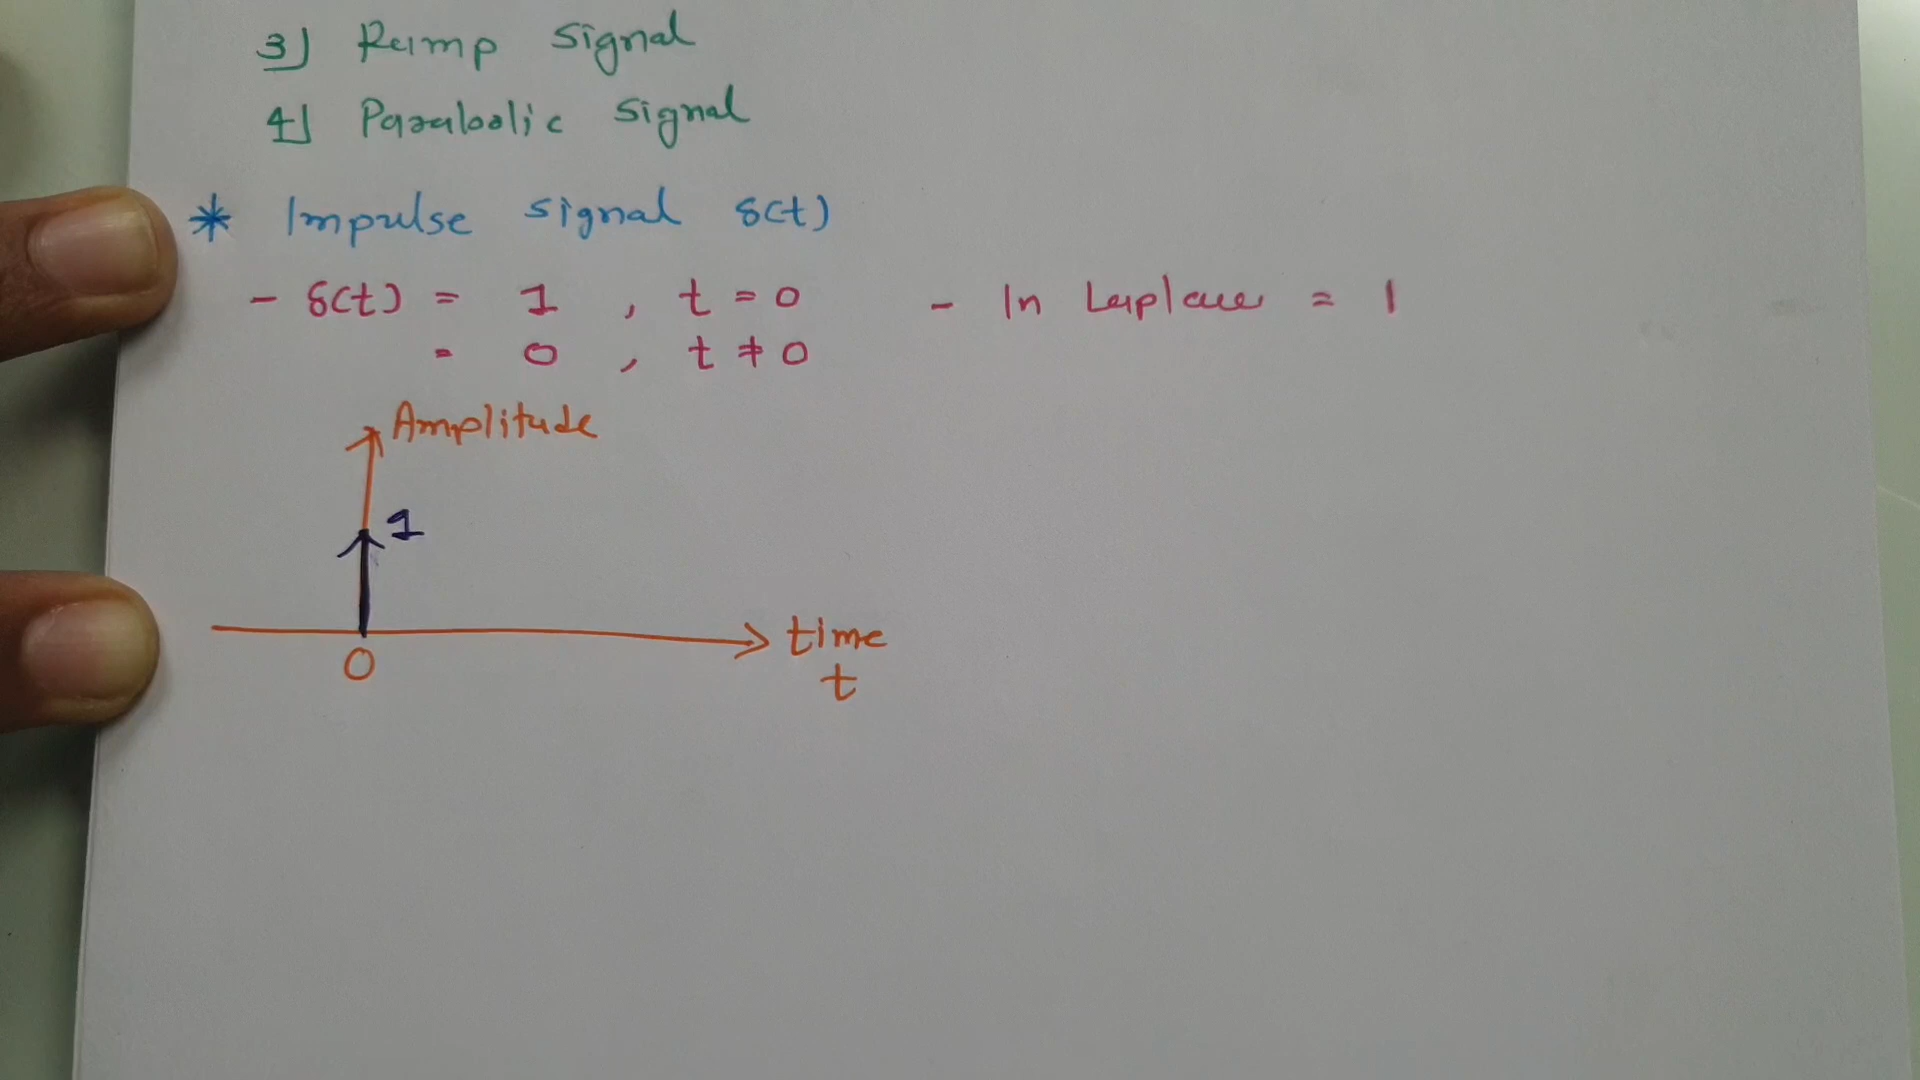 3) Ramp signal
4) Parabolic signal
* Impulse signal δ(t)
- δ(t) = 1 , t = 0
= 0 , t ≠ 0
- In Laplace = 1
Amplitude
1
0
time
t